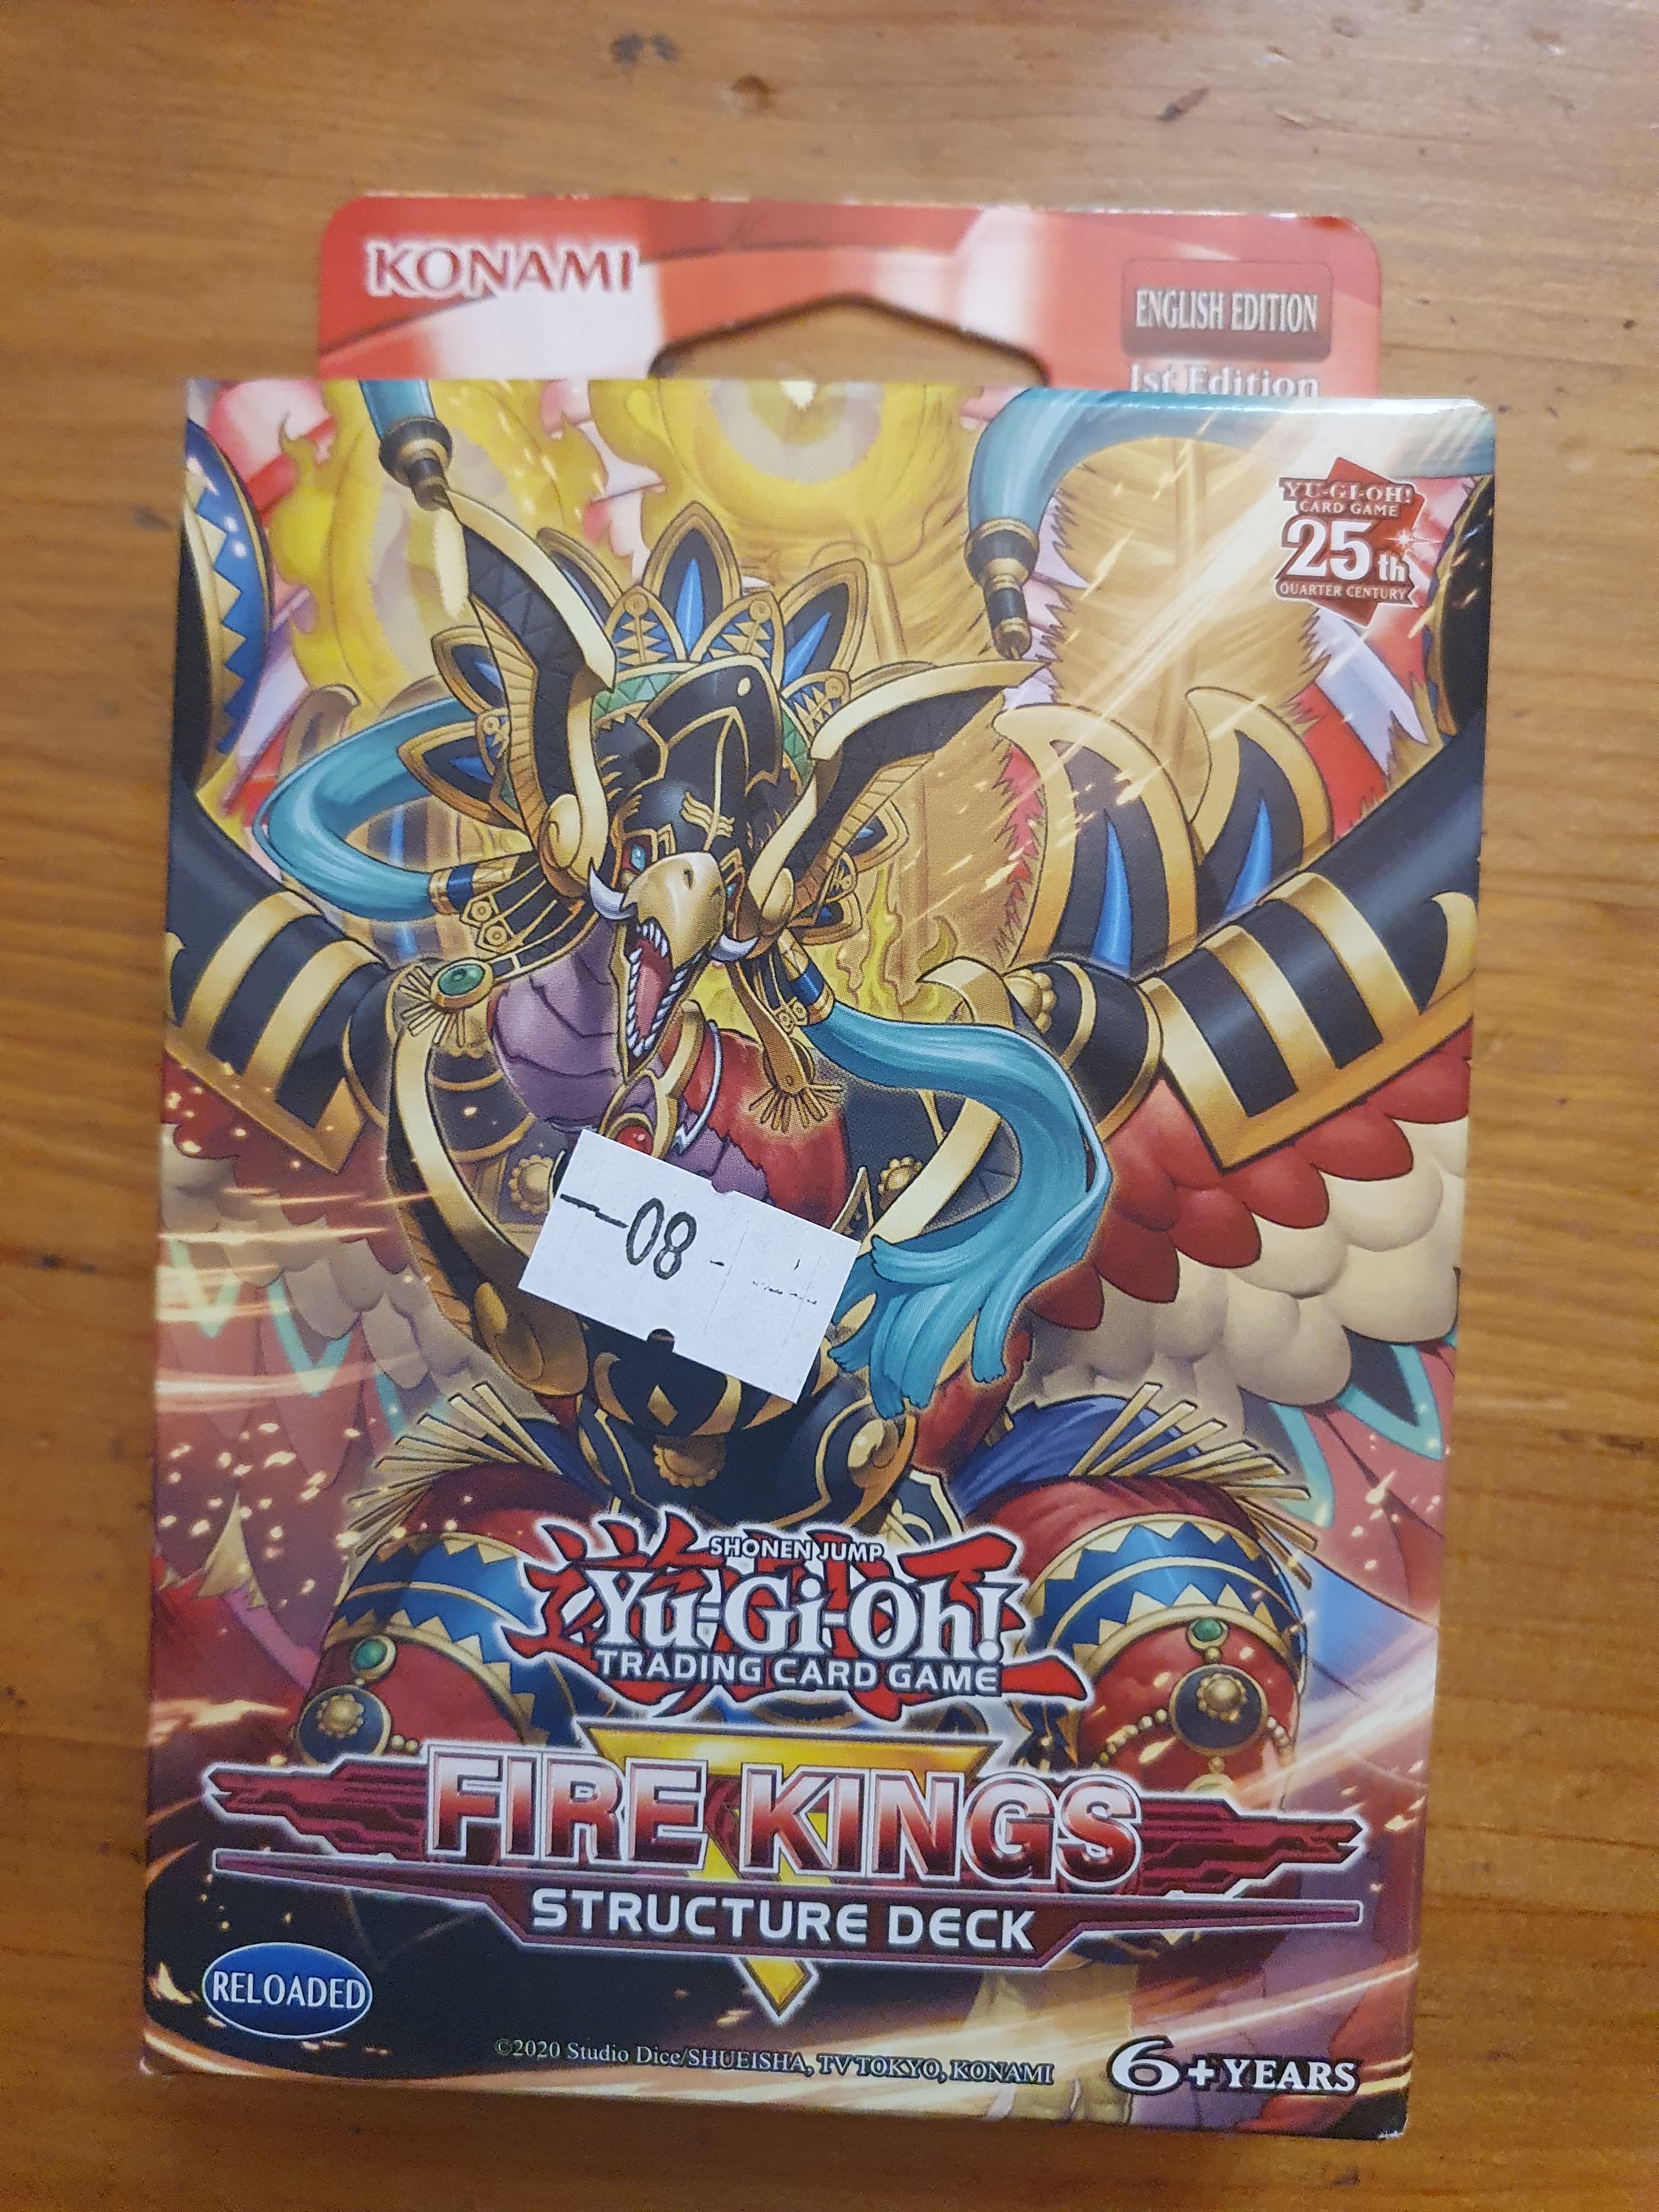 KONAMI
ENGLISH EDITION
1st Edition
YU-GI-OH!
CARD GAME
25th
QUARTER CENTURY
08
SHONEN JUMP
Yu-Gi-Oh!
TRADING CARD GAME
FIRE KINGS
STRUCTURE DECK
RELOADED
©2020 Studio Dice/SHUEISHA, TV TOKYO, KONAMI
6+YEARS